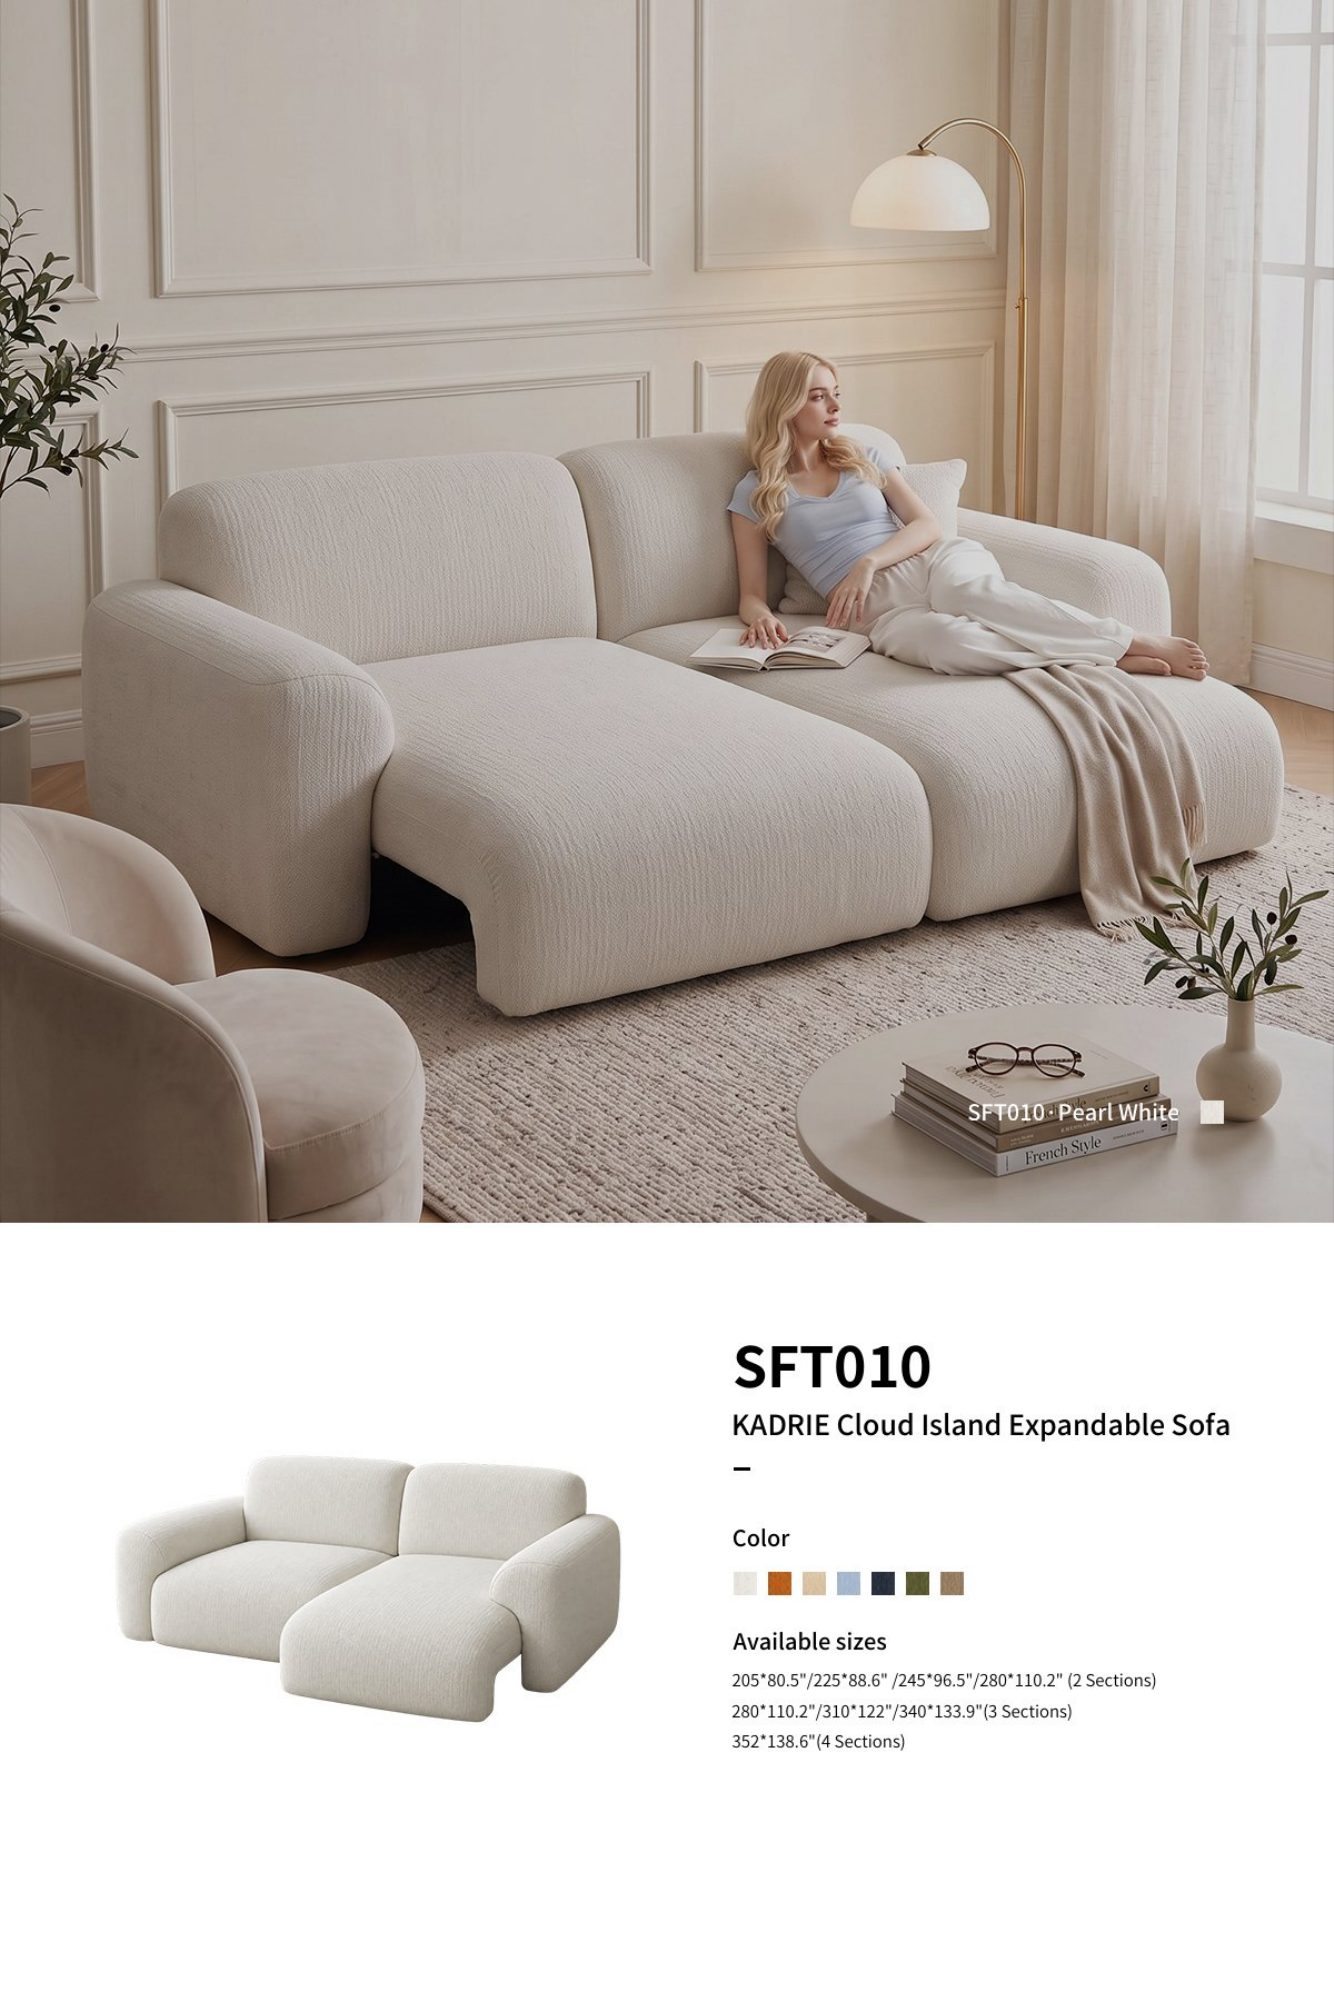 SFT010·Pearl White
French Style
SFT010
KADRIE Cloud Island Expandable Sofa
–
Color
Available sizes
205*80.5"/225*88.6" /245*96.5"/280*110.2" (2 Sections)
280*110.2"/310*122"/340*133.9"(3 Sections)
352*138.6"(4 Sections)